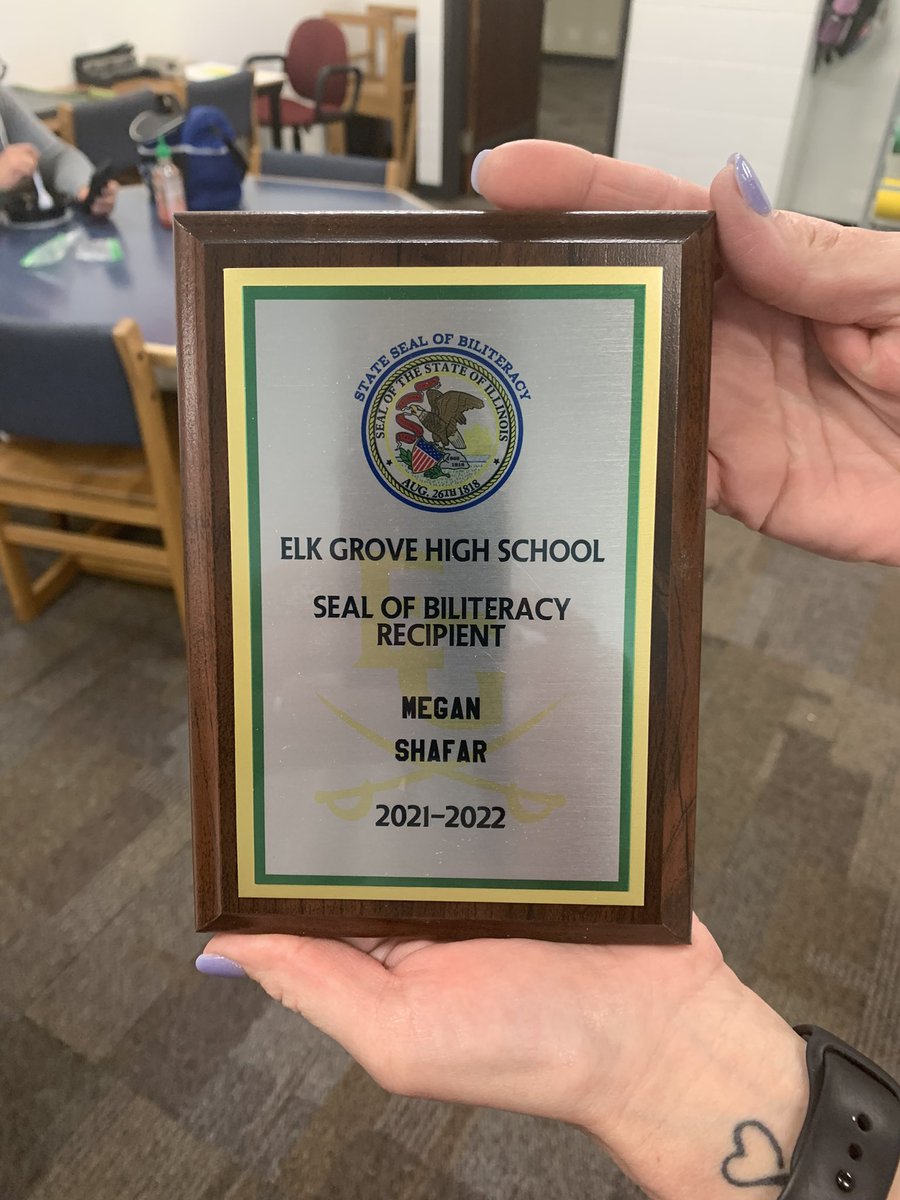 STATE SEAL OF BILITERACY
SEAL OF THE STATE OF ILLINOIS
1818
AUG. 26TH 1818
ELK GROVE HIGH SCHOOL
SEAL OF BILITERACY
RECIPIENT
MEGAN
SHAFAR
2021-2022